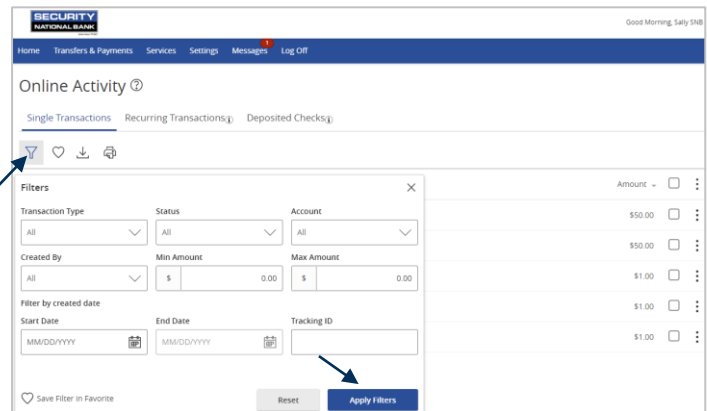 SECURITY
NATIONAL BANK
Good Morning, Sally SNB
Home Transfers & Payments Services Settings Messages 1 Log Off
Online Activity ?
Single Transactions Recurring Transactions i Deposited Checks i
Filters
Amount
Transaction Type Status Account
All All All
$50.00
Created By Min Amount Max Amount
$50.00
All $ 0.00 $ 0.00
$1.00
Filter by created date
$1.00
Start Date End Date Tracking ID
MM/DD/YYYY MM/DD/YYYY
$1.00
Save Filter in Favorite Reset Apply Filters